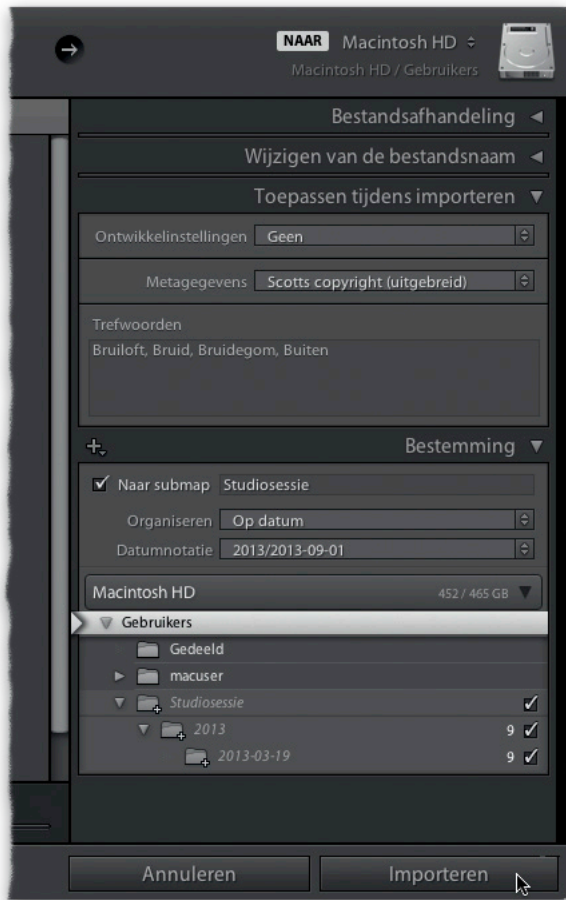 NAAR Macintosh HD
Macintosh HD / Gebruikers
Bestandsafhandeling
Wijzigen van de bestandsnaam
Toepassen tijdens importeren
Ontwikkelinstellingen Geen
Metagegevens Scotts copyright (uitgebreid)
Trefwoorden
Bruiloft, Bruid, Bruidegom, Buiten
Bestemming
Naar submap Studiosessie
Organiseren Op datum
Datumnotatie 2013/2013-09-01
Macintosh HD 452 / 465 GB
Gebruikers
Gedeeld
macuser
Studiosessie
2013 9
2013-03-19 9
Annuleren Importeren